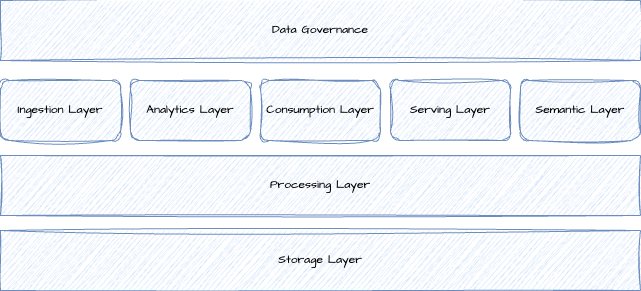 Data Governance
Ingestion Layer
Analytics Layer
Consumption Layer
Serving Layer
Semantic Layer
Processing Layer
Storage Layer